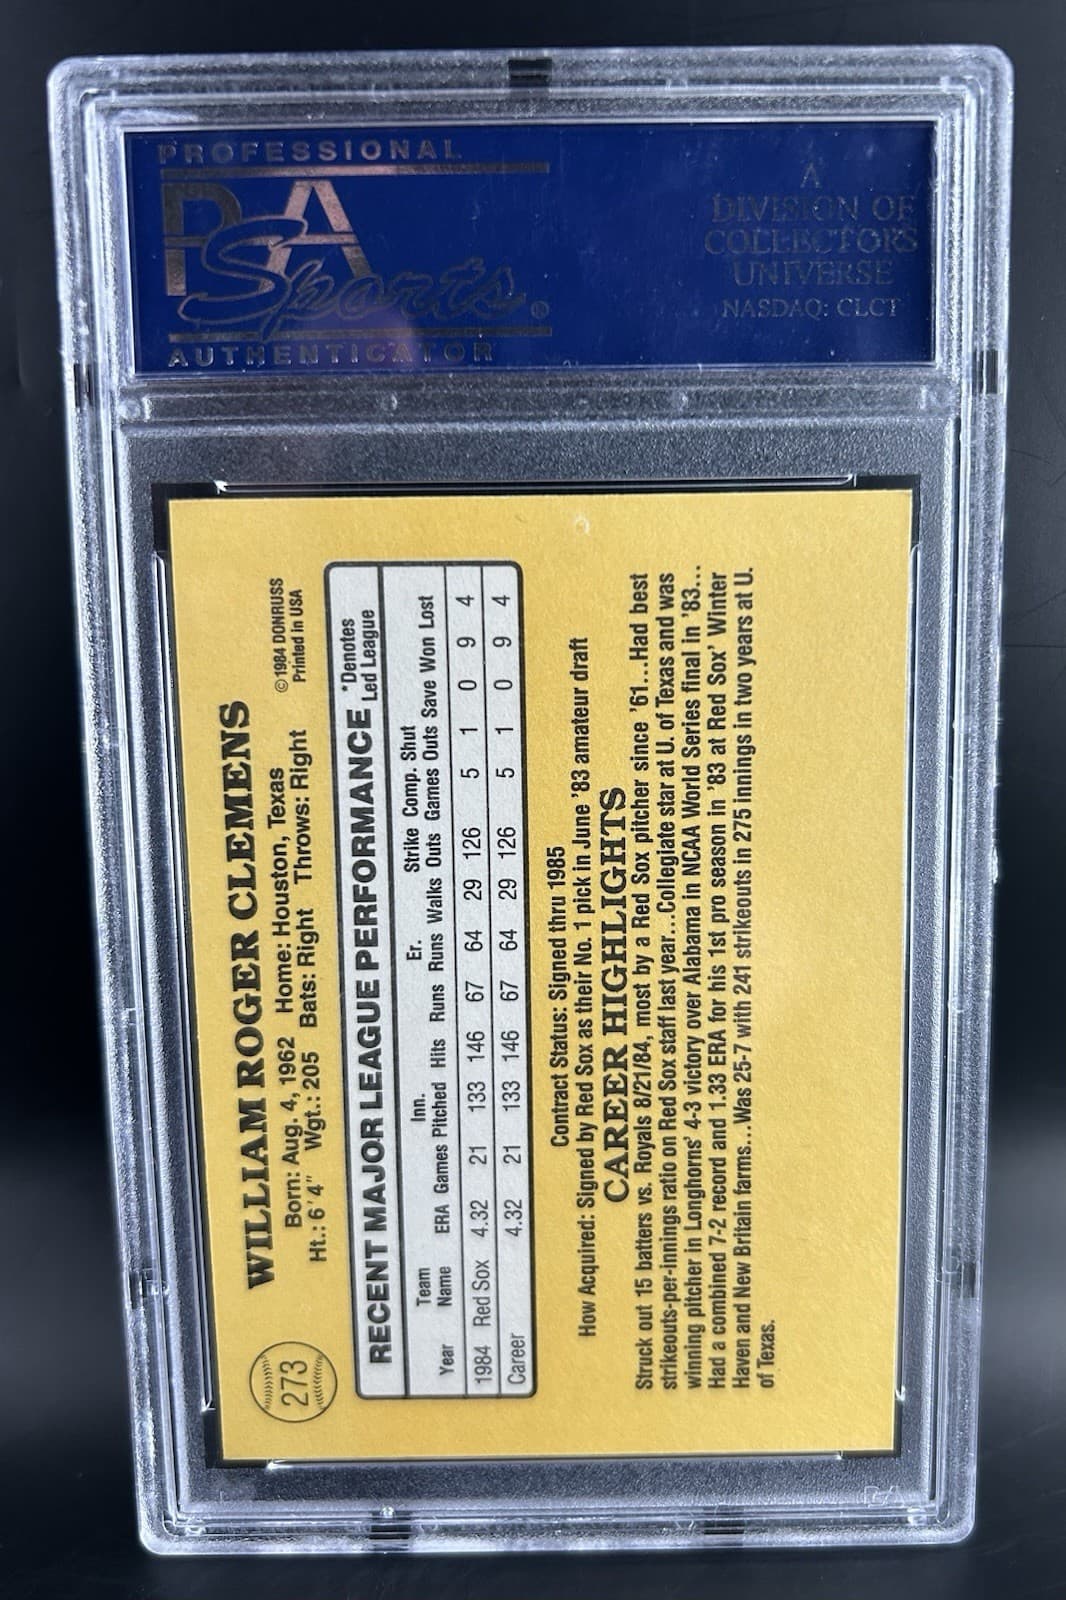 PROFESSIONAL
PSA
Sports®
AUTHENTICATOR
A
DIVISION OF
COLLECTORS
UNIVERSE
NASDAQ: CLCT
273
WILLIAM ROGER CLEMENS
Born: Aug. 4, 1962 Home: Houston, Texas
Ht.: 6'4" Wgt.: 205 Bats: Right Throws: Right
©1984 DONRUSS
Printed in USA
RECENT MAJOR LEAGUE PERFORMANCE *Denotes Led League
Team Inn. Er. Strike Comp. Shut
Year Name ERA Games Pitched Hits Runs Runs Walks Outs Games Outs Save Won Lost
1984 Red Sox 4.32 21 133 146 67 64 29 126 5 1 0 9 4
Career 4.32 21 133 146 67 64 29 126 5 1 0 9 4
Contract Status: Signed thru 1985
How Acquired: Signed by Red Sox as their No. 1 pick in June '83 amateur draft
CAREER HIGHLIGHTS
Struck out 15 batters vs. Royals 8/21/84, most by a Red Sox pitcher since '61...Had best
strikeouts-per-innings ratio on Red Sox staff last year...Collegiate star at U. of Texas and was
winning pitcher in Longhorns' 4-3 victory over Alabama in NCAA World Series final in '83...
Had a combined 7-2 record and 1.33 ERA for his 1st pro season in '83 at Red Sox' Winter
Haven and New Britain farms...Was 25-7 with 241 strikeouts in 275 innings in two years at U.
of Texas.